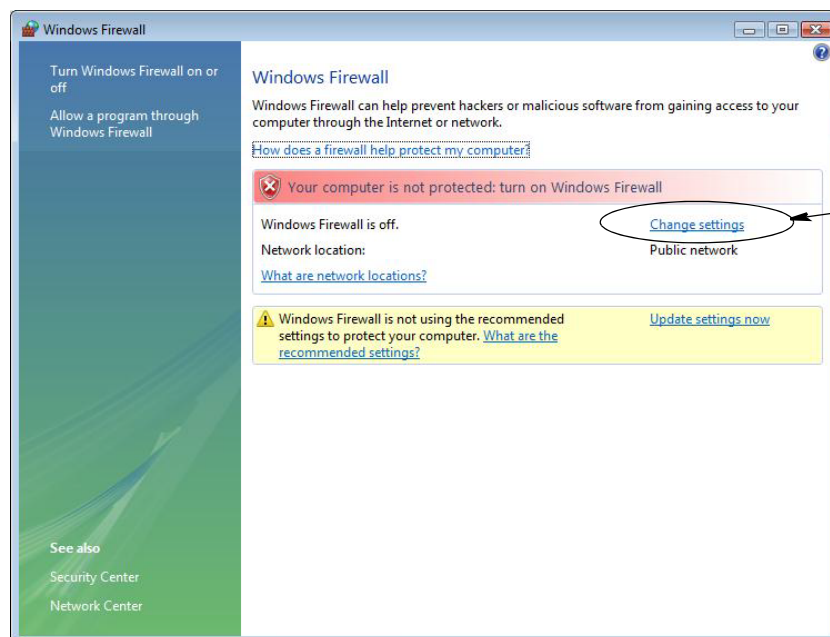 Windows Firewall
Turn Windows Firewall on or
off
Allow a program through
Windows Firewall
See also
Security Center
Network Center
Windows Firewall
Windows Firewall can help prevent hackers or malicious software from gaining access to your
computer through the Internet or network.
How does a firewall help protect my computer?
Your computer is not protected: turn on Windows Firewall
Windows Firewall is off.
Change settings
Network location:
Public network
What are network locations?
Windows Firewall is not using the recommended
settings to protect your computer. What are the
recommended settings?
Update settings now